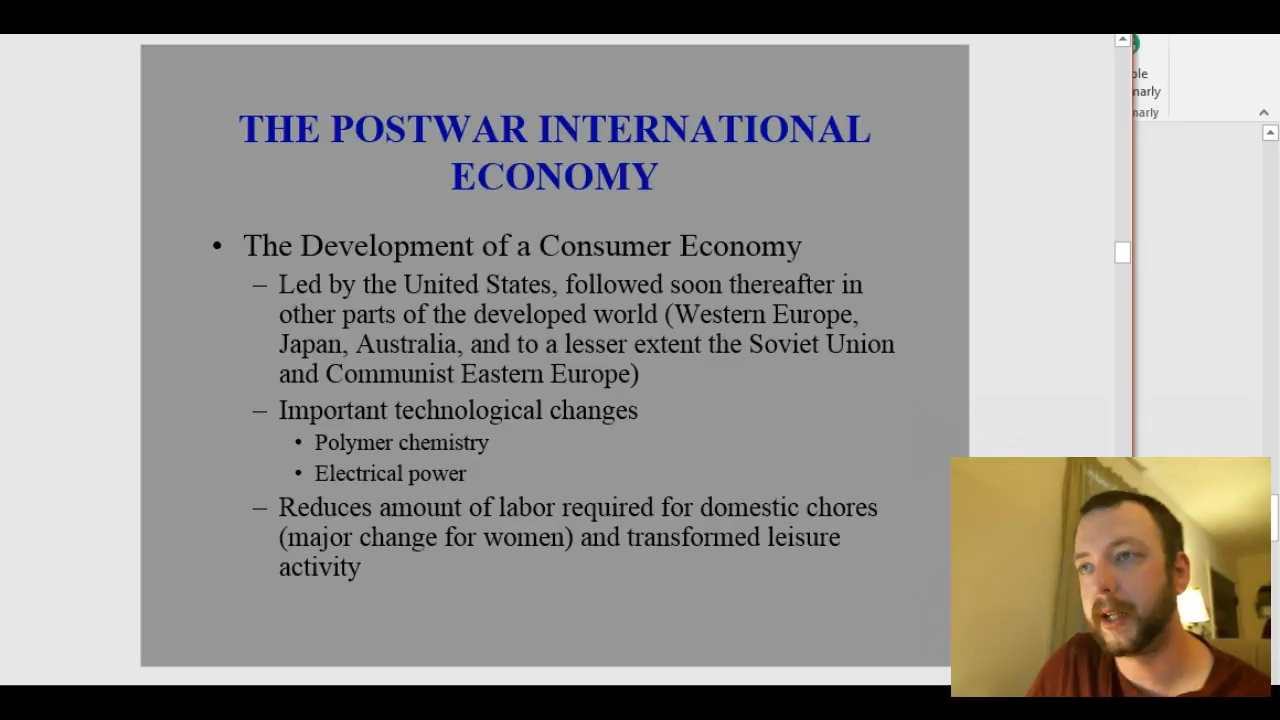 THE POSTWAR INTERNATIONAL
ECONOMY
• The Development of a Consumer Economy
– Led by the United States, followed soon thereafter in
other parts of the developed world (Western Europe,
Japan, Australia, and to a lesser extent the Soviet Union
and Communist Eastern Europe)
– Important technological changes
• Polymer chemistry
• Electrical power
– Reduces amount of labor required for domestic chores
(major change for women) and transformed leisure
activity
ble
narly
narly